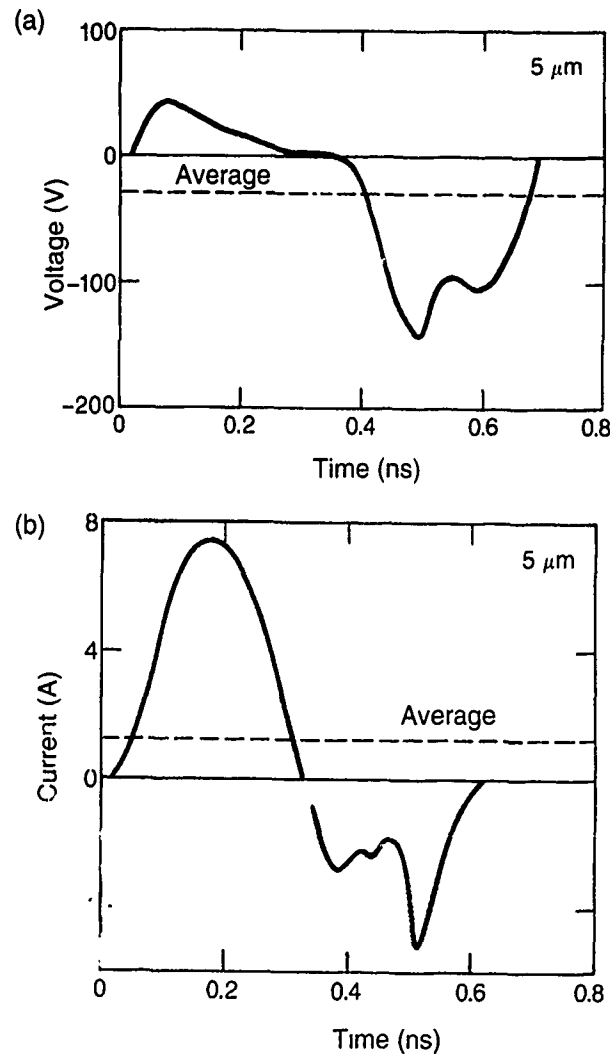 (a)
100
5 μm
0
Average
Voltage (V)
-100
-200
0 0.2 0.4 0.6 0.8
Time (ns)
(b)
8
5 μm
4
Average
Current (A)
0
0 0.2 0.4 0.6 0.8
Time (ns)